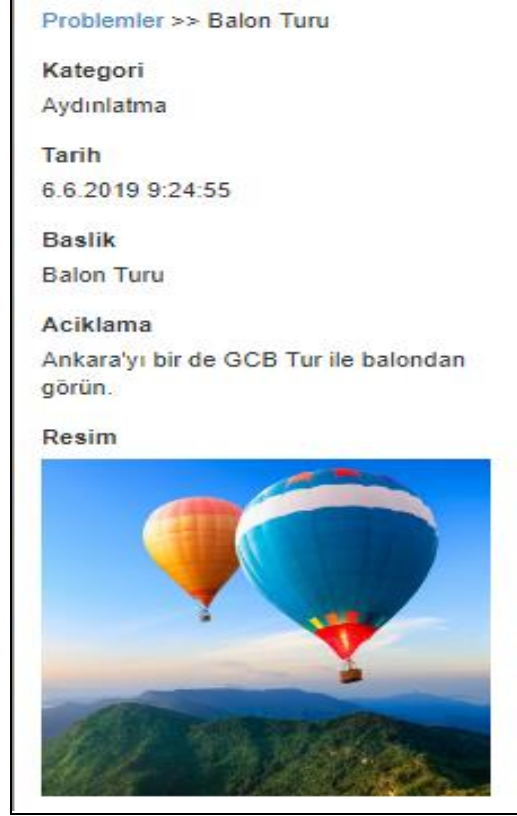 Problemler >> Balon Turu
Kategori
Aydınlatma
Tarih
6.6.2019 9:24:55
Baslik
Balon Turu
Aciklama
Ankara'yı bir de GCB Tur ile balondan
görün.
Resim